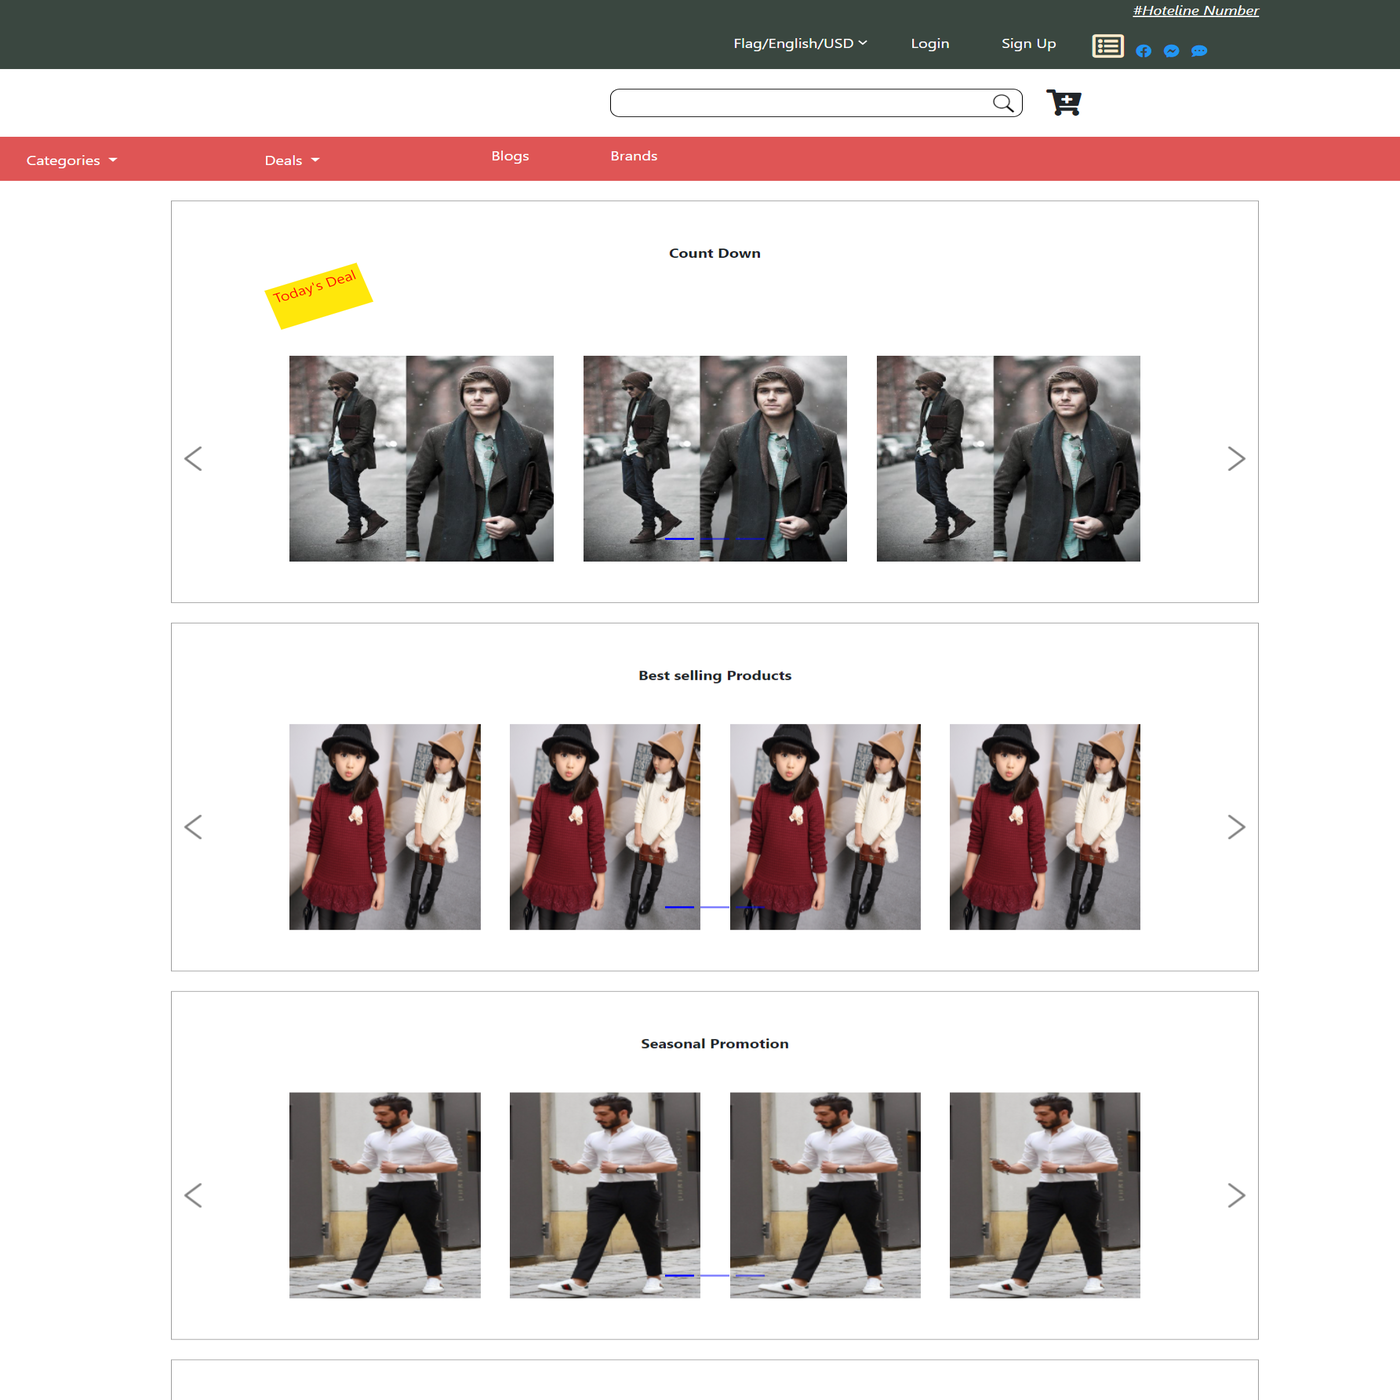 #Hoteline Number
Flag/English/USD Login Sign Up
Categories Deals Blogs Brands
Count Down
Today's Deal
Best selling Products
Seasonal Promotion